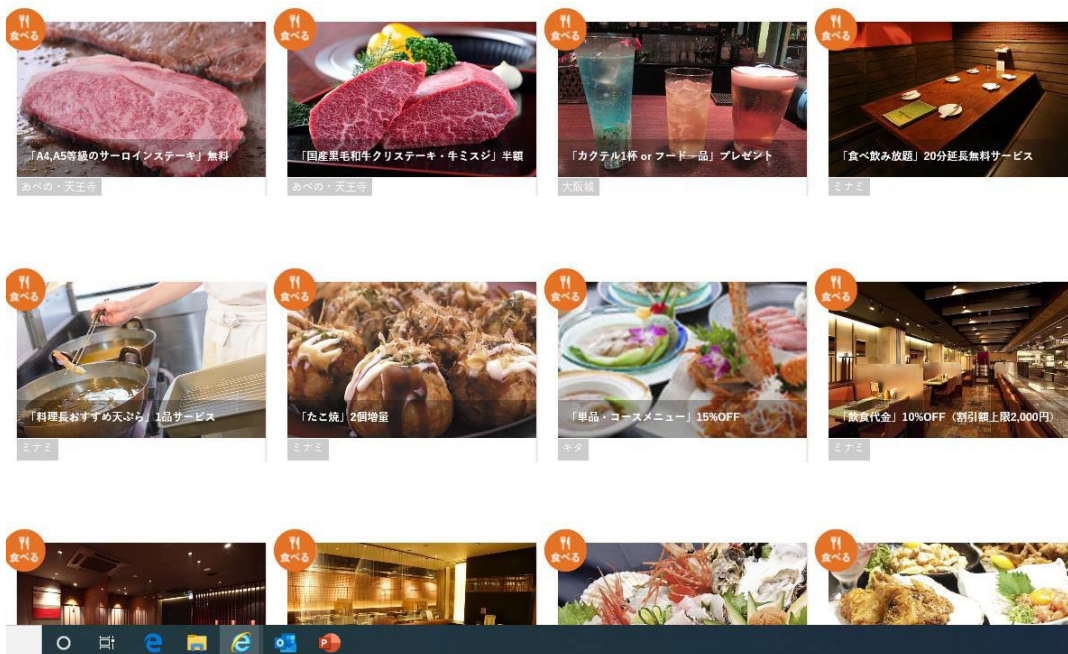 食べる
食べる
食べる
食べる
「A4,A5等級のサーロインステーキ」無料
「国産黒毛和牛クリステーキ・牛ミスジ」半額
「カクテル1杯 or フード一品」プレゼント
「食べ飲み放題」20分延長無料サービス
あべの・天王寺
あべの・天王寺
大阪城
ミナミ
食べる
食べる
食べる
食べる
「料理長おすすめ天ぷら」1品サービス
「たこ焼」2個増量
「単品・コースメニュー」15%OFF
「飲食代金」10%OFF（割引額上限2,000円）
ミナミ
ミナミ
キタ
ミナミ
食べる
食べる
食べる
食べる